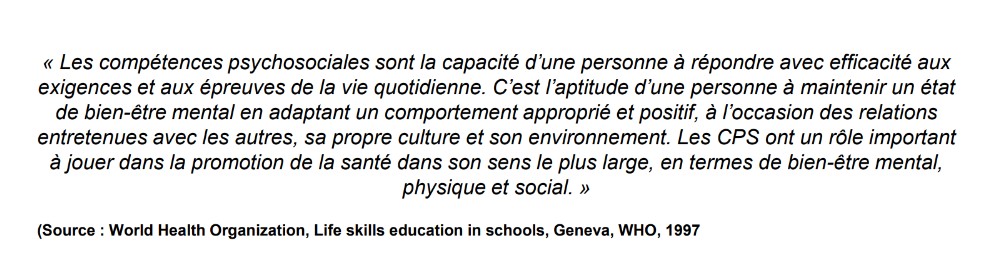 « Les compétences psychosociales sont la capacité d’une personne à répondre avec efficacité aux
exigences et aux épreuves de la vie quotidienne. C’est l’aptitude d’une personne à maintenir un état
de bien-être mental en adaptant un comportement approprié et positif, à l’occasion des relations
entretenues avec les autres, sa propre culture et son environnement. Les CPS ont un rôle important
à jouer dans la promotion de la santé dans son sens le plus large, en termes de bien-être mental,
physique et social. »
(Source : World Health Organization, Life skills education in schools, Geneva, WHO, 1997